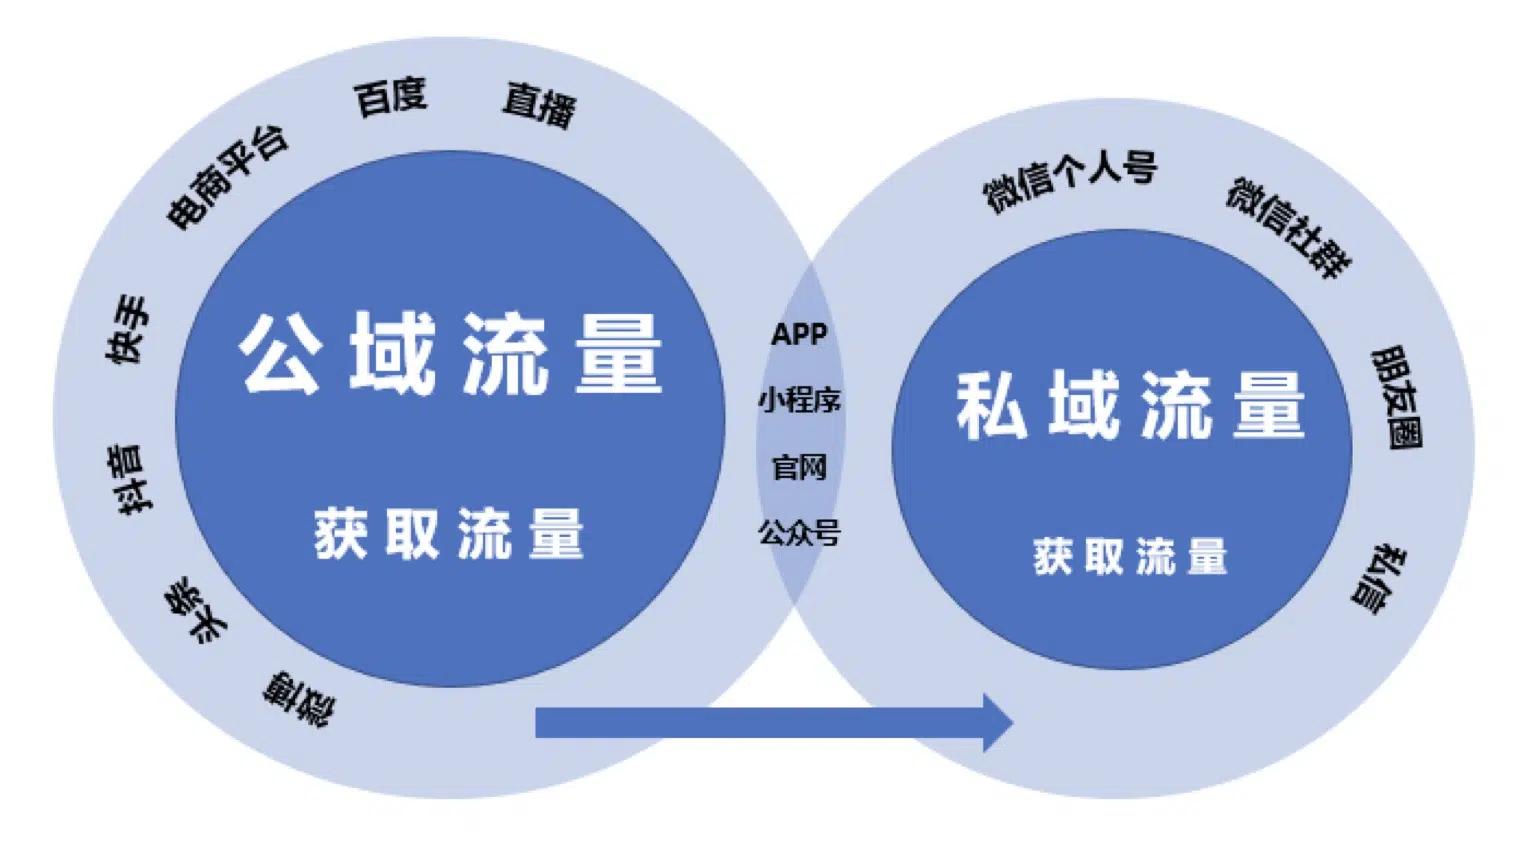 百度
直播
电商平台
快手
抖音
头条
微博
公域流量
获取流量
APP
小程序
官网
公众号
微信个人号
微信社群
朋友圈
私信
私域流量
获取流量